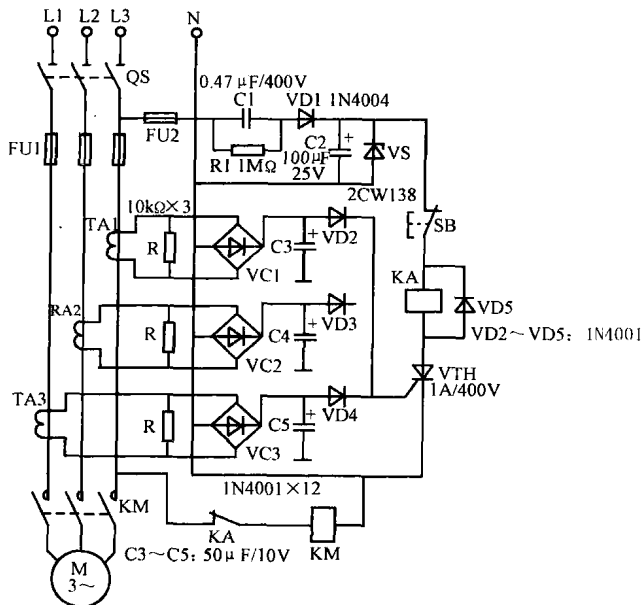 L1 L2 L3 N
QS
0.47μF/400V
C1
VD1 1N4004
FU2
FU1
R1 1MΩ
C2
100μF
25V
VS
2CW138
10kΩ×3
TA1
R
VC1
C3
VD2
SB
KA
VD5
RA2
R
VC2
C4
VD3
VD2～VD5：1N4001
VTH
1A/400V
TA3
R
VC3
C5
VD4
1N4001×12
KM
KA
KM
C3～C5：50μF/10V
M
3～